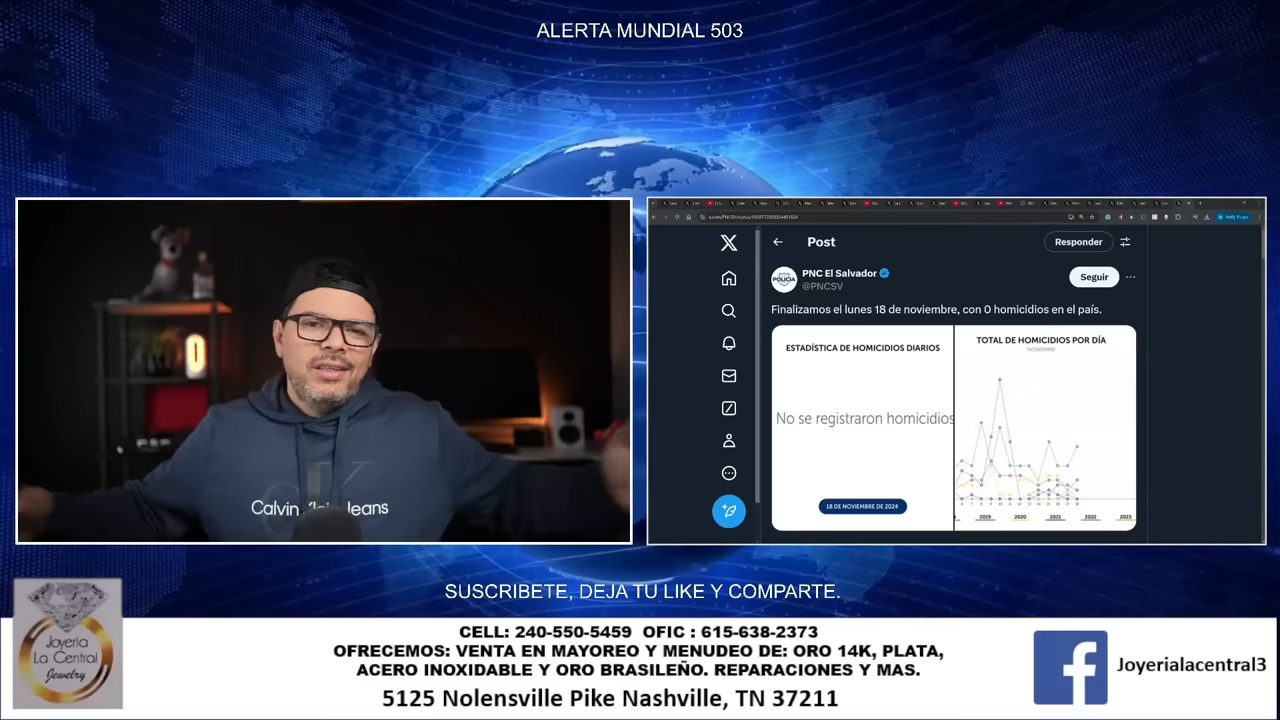 ALERTA MUNDIAL 503
Calvin Klein Jeans
Post
Responder
PNC El Salvador
@PNCSV
Seguir
POLICIA
Finalizamos el lunes 18 de noviembre, con 0 homicidios en el país.
ESTADÍSTICA DE HOMICIDIOS DIARIOS
No se registraron homicidios
18 DE NOVIEMBRE DE 2024
TOTAL DE HOMICIDIOS POR DÍA
NOVIEMBRE
2019 2020 2021 2022 2023
SUSCRIBETE, DEJA TU LIKE Y COMPARTE.
Joyeria
La Central
Jewelry
CELL: 240-550-5459 OFIC : 615-638-2373
OFRECEMOS: VENTA EN MAYOREO Y MENUDEO DE: ORO 14K, PLATA,
ACERO INOXIDABLE Y ORO BRASILEÑO. REPARACIONES Y MAS.
5125 Nolensville Pike Nashville, TN 37211
f
Joyerialacentral3